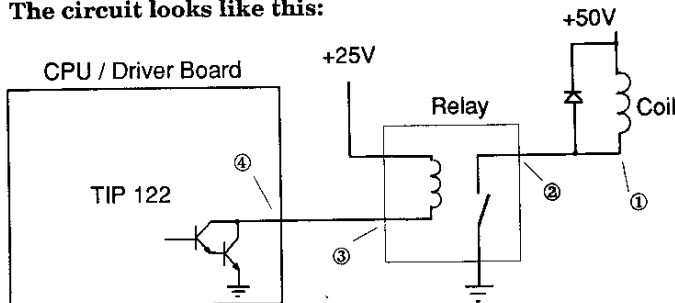 The circuit looks like this:
+50V
+25V
CPU / Driver Board
Relay
Coil
④
TIP 122
②
①
③